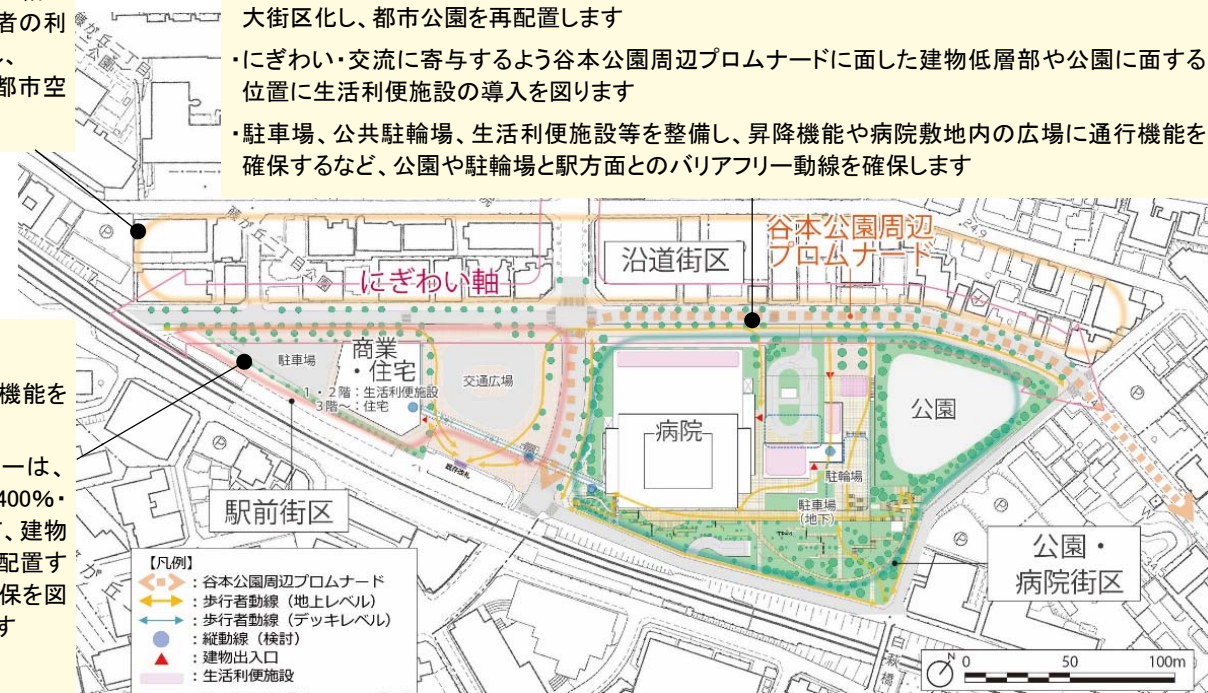 者の利
都市空
大街区化し、都市公園を再配置します
・にぎわい・交流に寄与するよう谷本公園周辺プロムナードに面した建物低層部や公園に面する
位置に生活利便施設の導入を図ります
・駐車場、公共駐輪場、生活利便施設等を整備し、昇降機能や病院敷地内の広場に通行機能を
確保するなど、公園や駐輪場と駅方面とのバリアフリー動線を確保します
藤が丘一丁目公園
24.9
谷本公園周辺
プロムナード
沿道街区
にぎわい軸
商業
・住宅
1・2階：生活利便施設
3階～：住宅
駐車場
交通広場
病院
公園
駐輪場
駐車場
(地下)
機能を
ーは、
400%・
、建物
配置す
保を図
す
駅前街区
公園・
病院街区
【凡例】
：谷本公園周辺プロムナード
：歩行者動線（地上レベル）
：歩行者動線（デッキレベル）
：縦動線（検討）
：建物出入口
：生活利便施設
N 0 50 100m